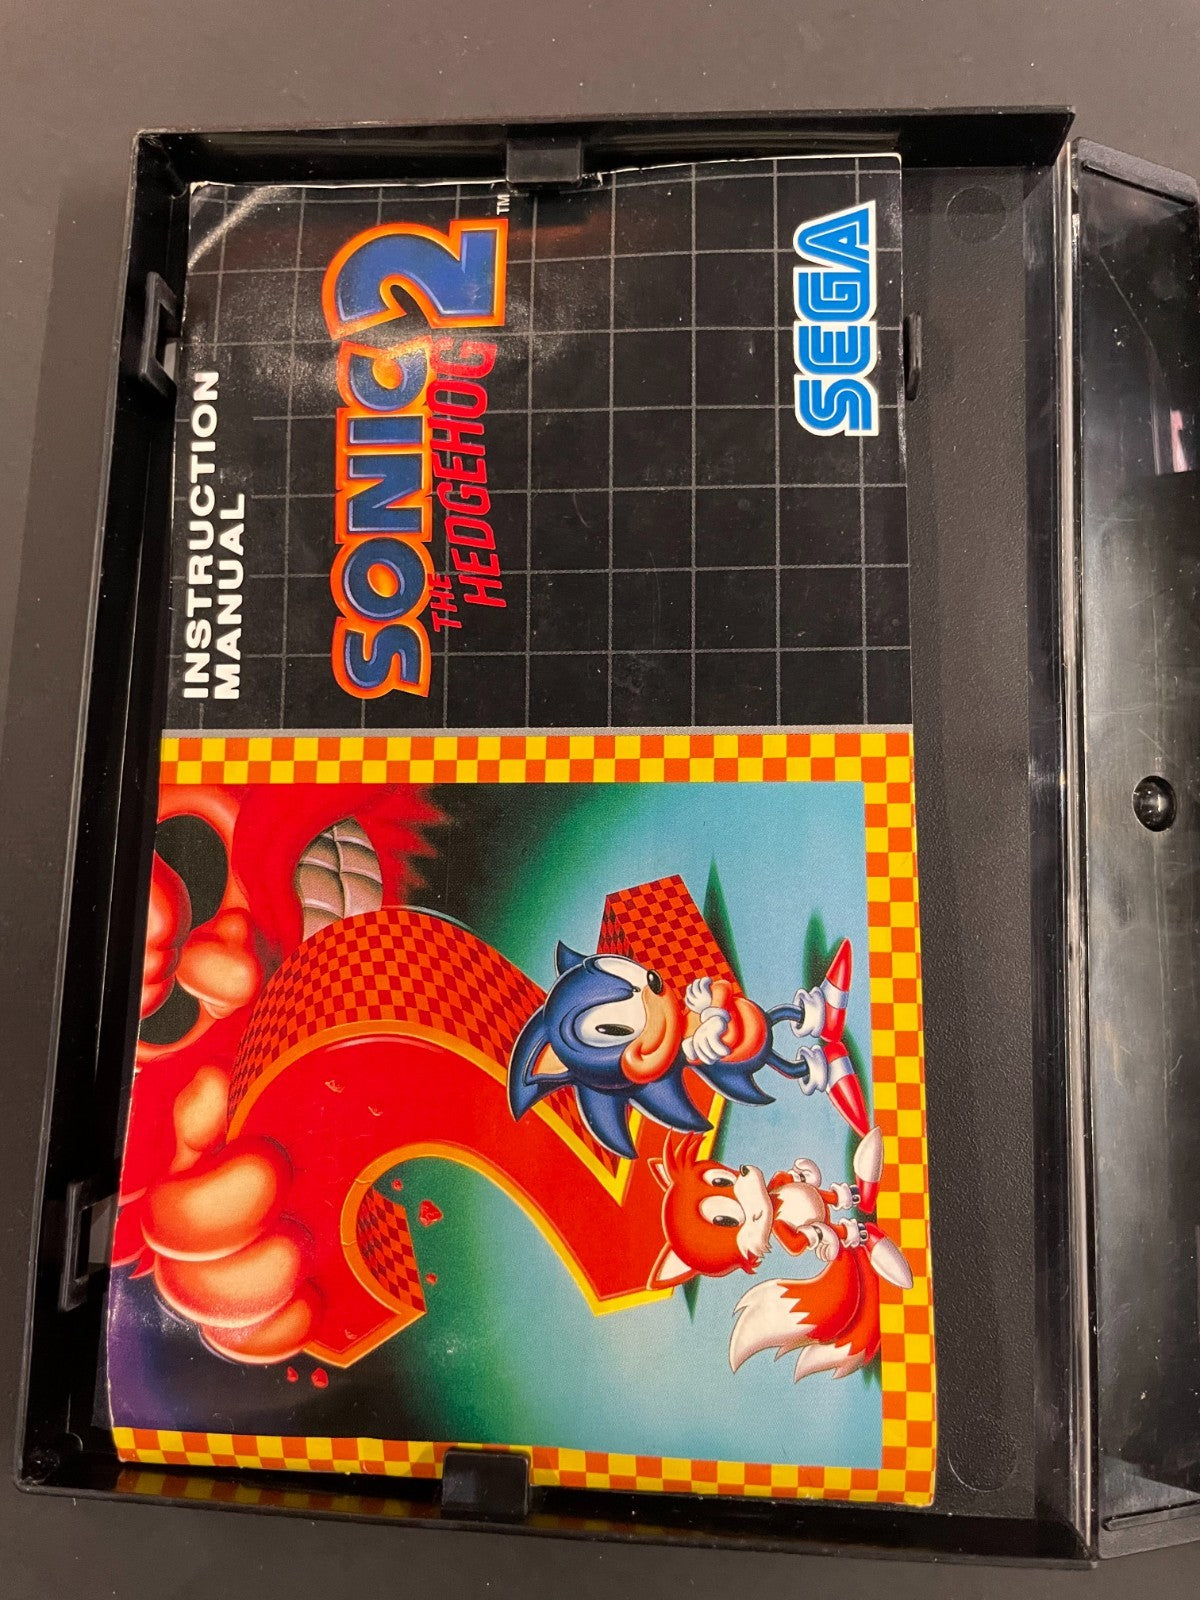 INSTRUCTION
MANUAL
SONIC 2
THE
HEDGEHOG
TM
SEGA